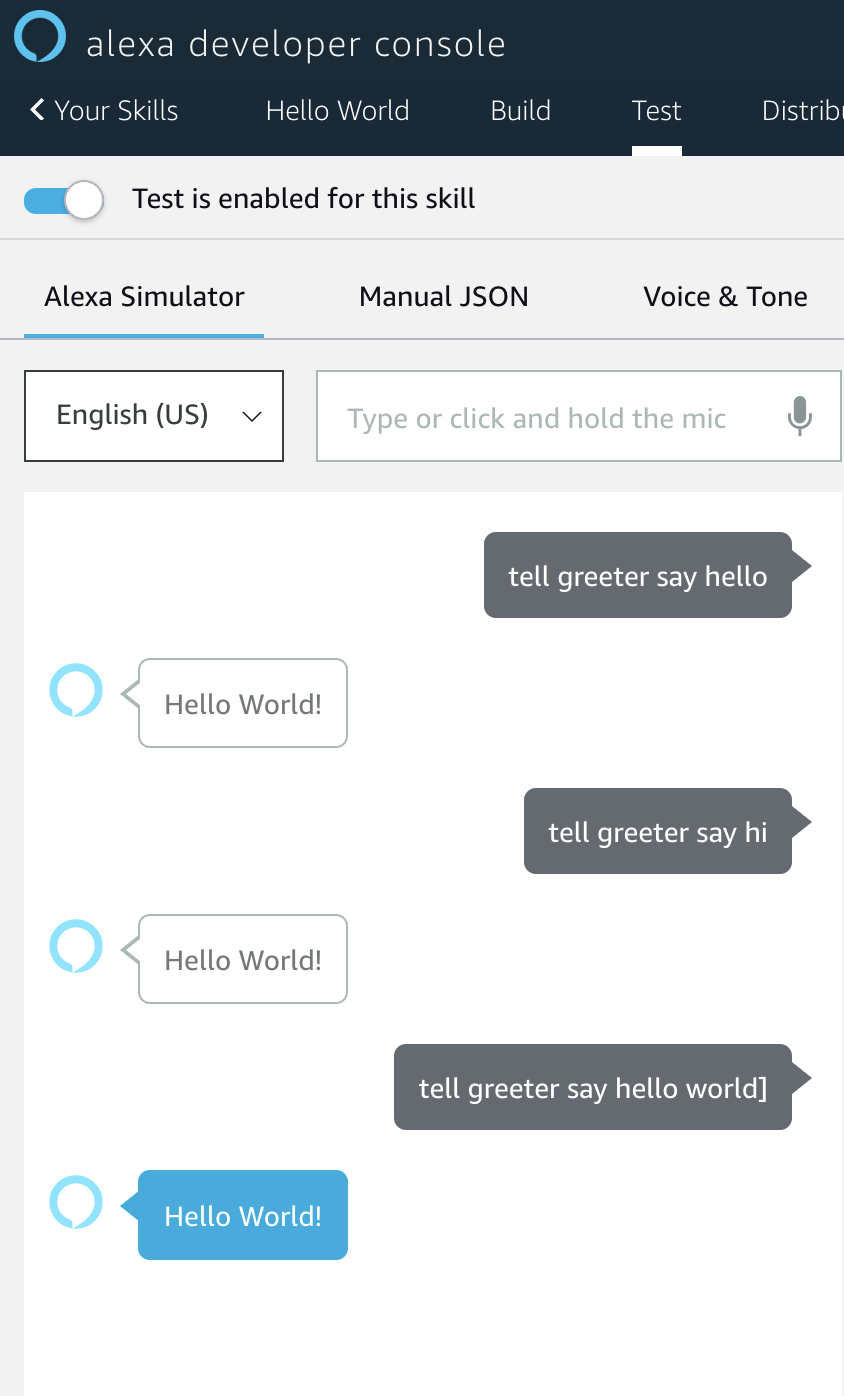 alexa developer console
Your Skills Hello World Build Test Distribu
Test is enabled for this skill
Alexa Simulator Manual JSON Voice & Tone
English (US) Type or click and hold the mic
tell greeter say hello
Hello World!
tell greeter say hi
Hello World!
tell greeter say hello world]
Hello World!